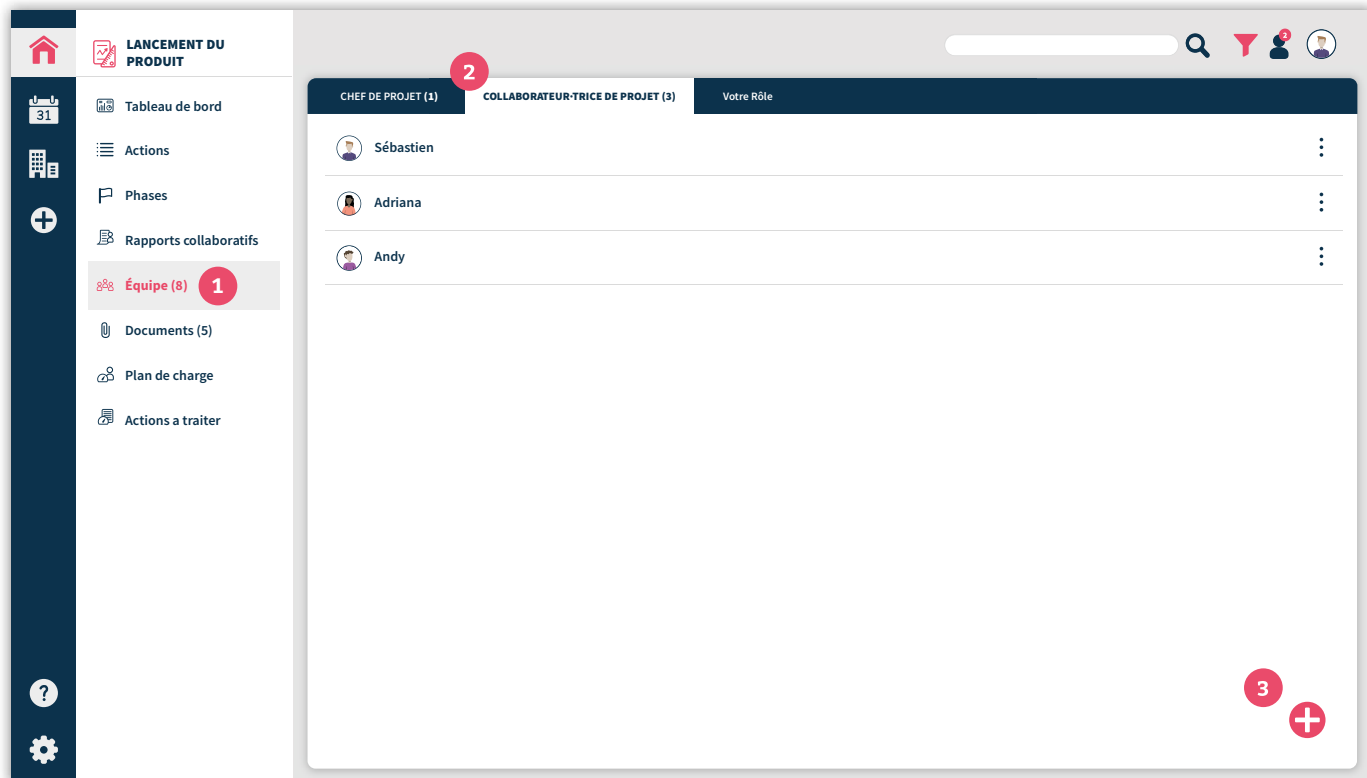 LANCEMENT DU
PRODUIT
31
Tableau de bord
Actions
Phases
Rapports collaboratifs
Équipe (8)
1
Documents (5)
Plan de charge
Actions a traiter
?
2
2
CHEF DE PROJET (1)
COLLABORATEUR·TRICE DE PROJET (3)
Votre Rôle
Sébastien
Adriana
Andy
3